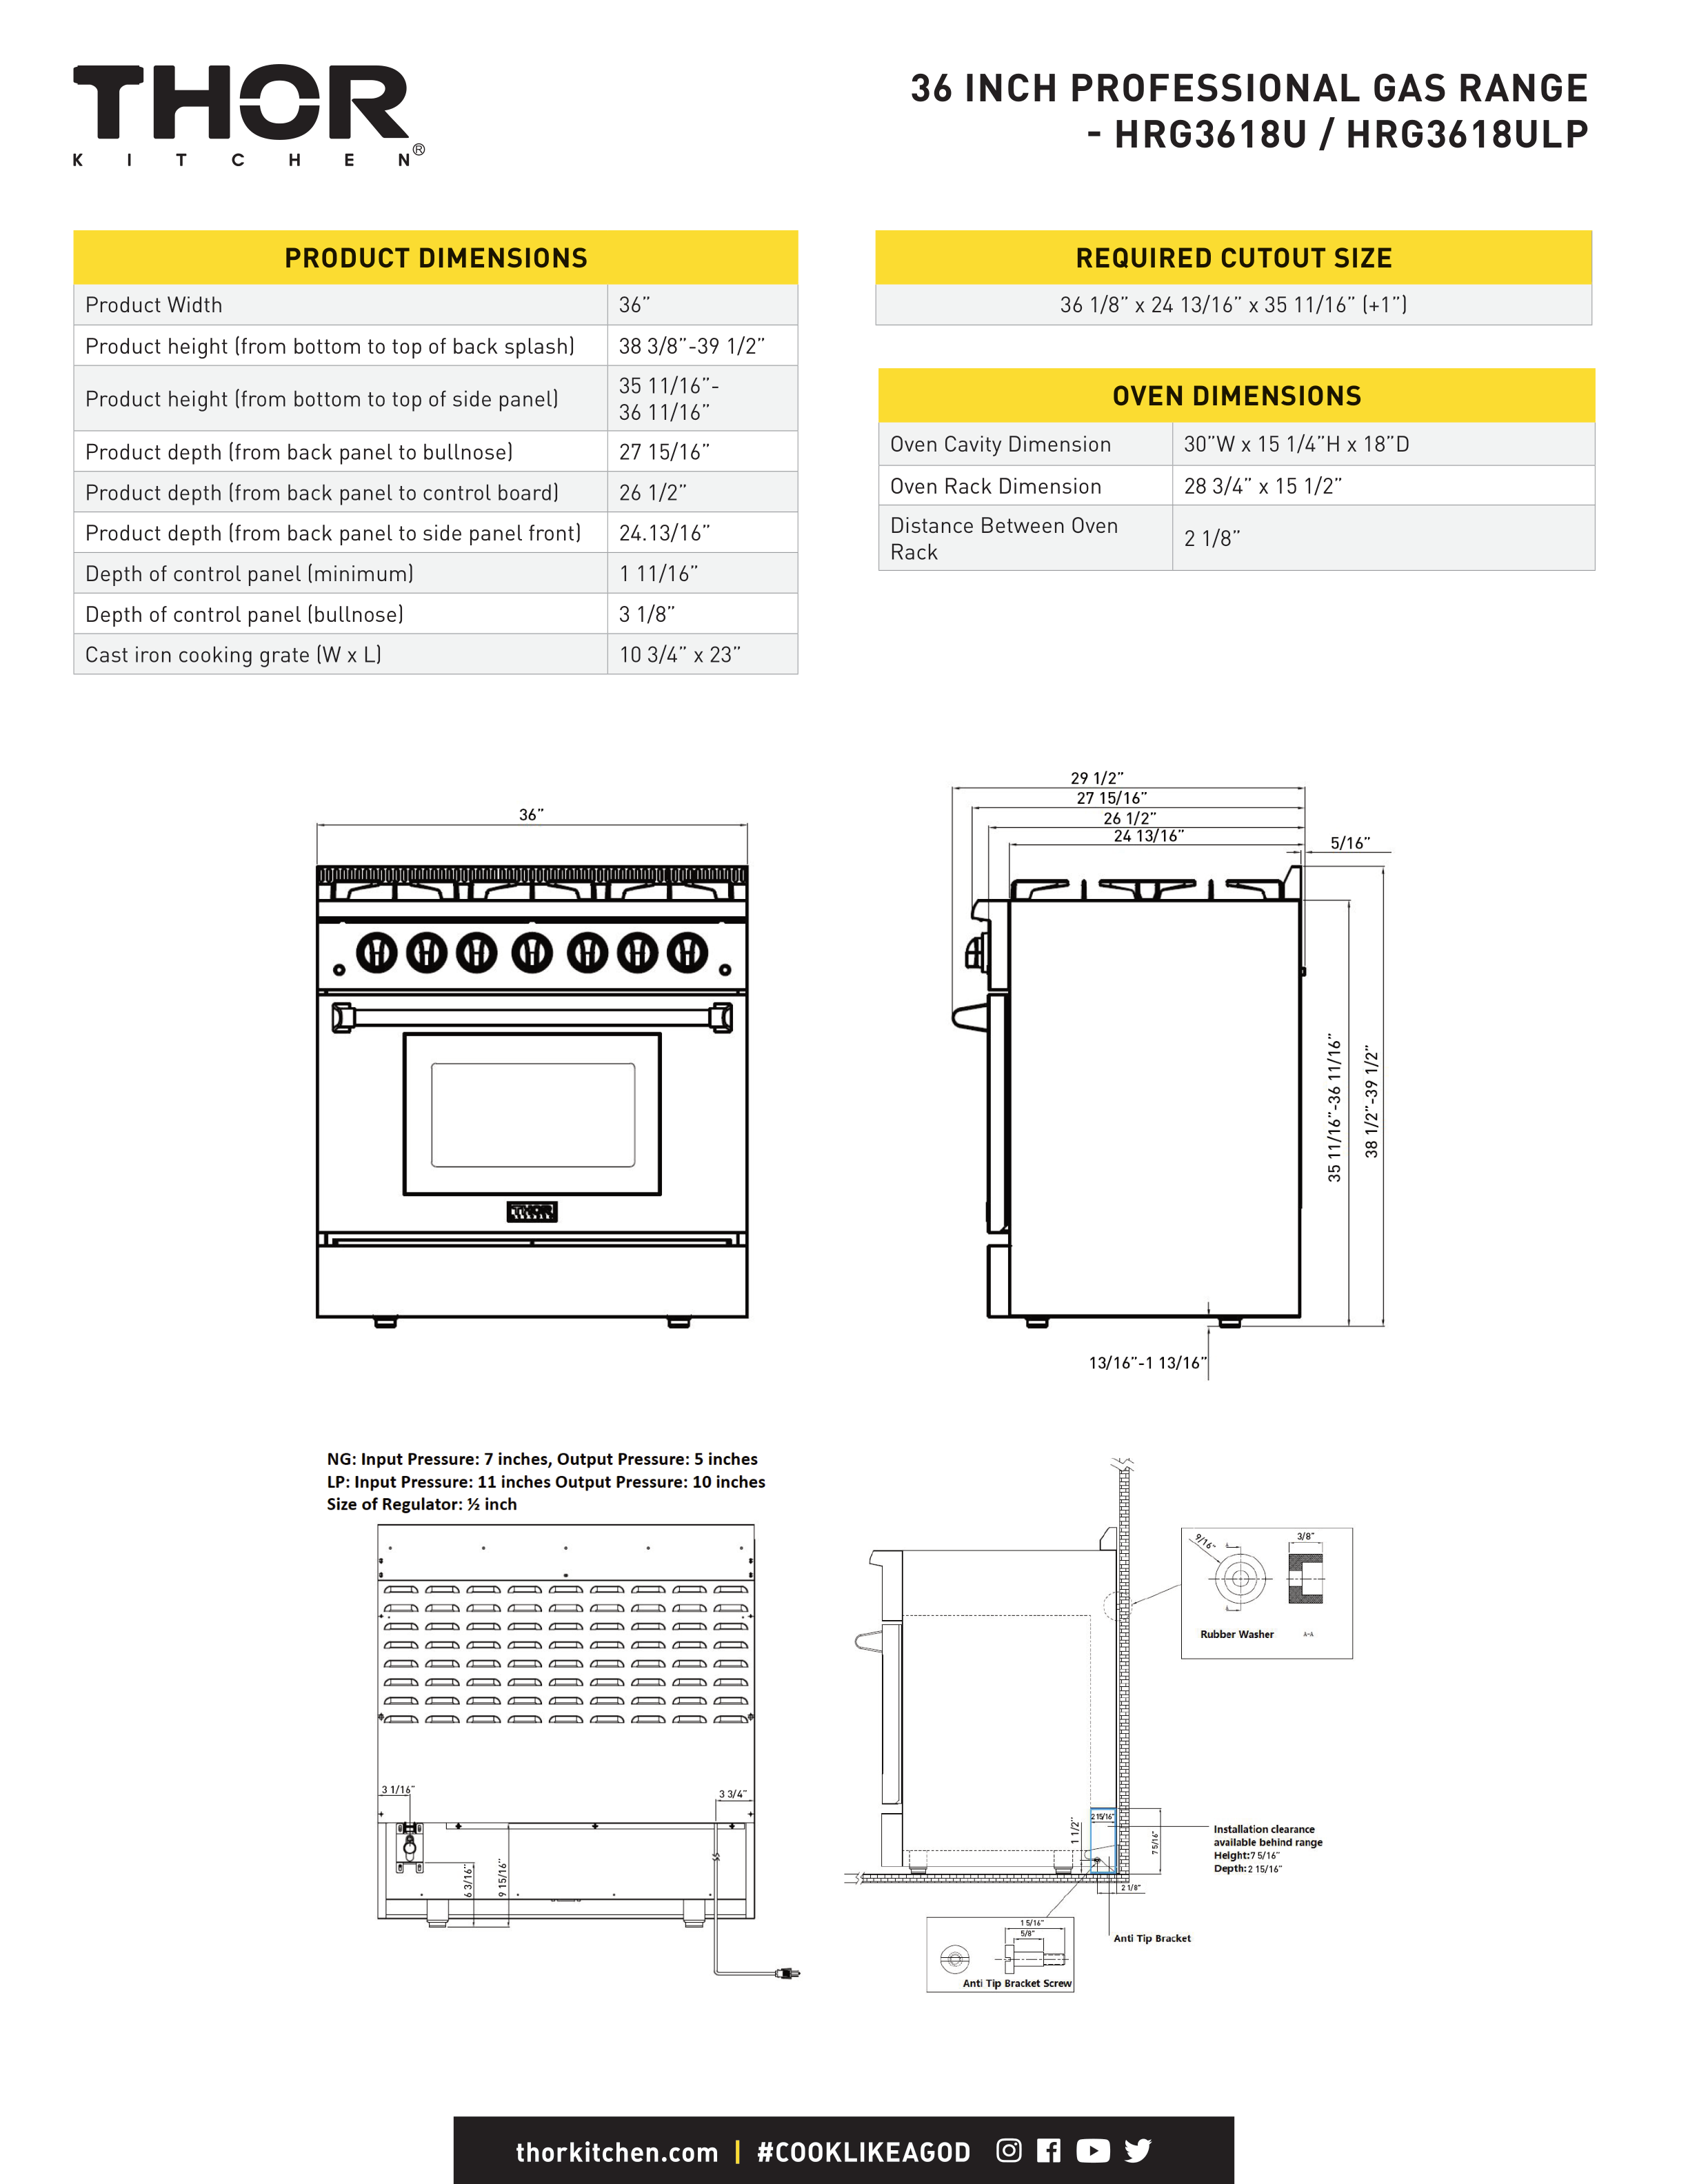 THOR
KITCHEN®
36 INCH PROFESSIONAL GAS RANGE
- HRG3618U / HRG3618ULP
PRODUCT DIMENSIONS
Product Width 36”
Product height (from bottom to top of back splash) 38 3/8”-39 1/2”
Product height (from bottom to top of side panel) 35 11/16”-
36 11/16”
Product depth (from back panel to bullnose) 27 15/16”
Product depth (from back panel to control board) 26 1/2”
Product depth (from back panel to side panel front) 24.13/16”
Depth of control panel (minimum) 1 11/16”
Depth of control panel (bullnose) 3 1/8”
Cast iron cooking grate (W x L) 10 3/4” x 23”
REQUIRED CUTOUT SIZE
36 1/8” x 24 13/16” x 35 11/16” (+1”)
OVEN DIMENSIONS
Oven Cavity Dimension 30”W x 15 1/4”H x 18”D
Oven Rack Dimension 28 3/4” x 15 1/2”
Distance Between Oven
Rack 2 1/8”
36”
THOR
29 1/2”
27 15/16”
26 1/2”
24 13/16”
5/16”
35 11/16”-36 11/16”
38 1/2”-39 1/2”
13/16”-1 13/16”
NG: Input Pressure: 7 inches, Output Pressure: 5 inches
LP: Input Pressure: 11 inches Output Pressure: 10 inches
Size of Regulator: ½ inch
3 1/16”
3 3/4”
6 3/16”
9 15/16”
9/16”
3/8”
A
A
Rubber Washer
A-A
2 15/16”
1 1/2”
7 5/16”
2 1/8”
Installation clearance
available behind range
Height:7 5/16”
Depth:2 15/16”
Anti Tip Bracket
1 5/16”
5/8”
Anti Tip Bracket Screw
thorkitchen.com | #COOKLIKEAGOD